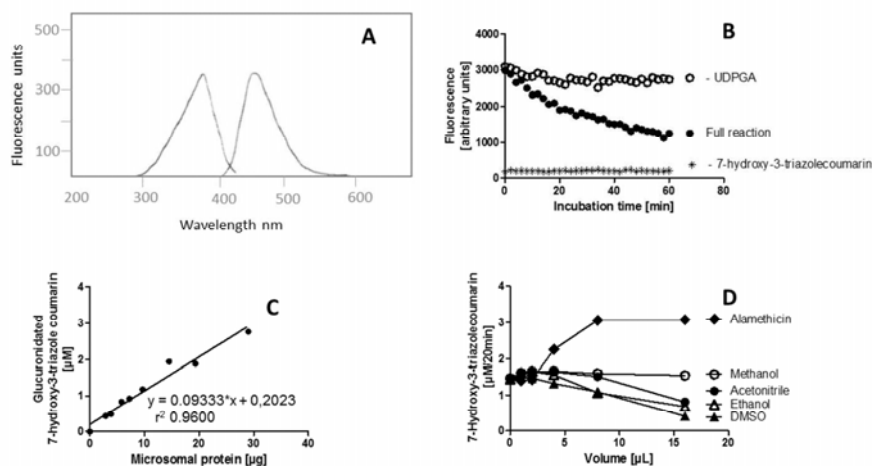 A
Fluorescence units
500
300
100
200
300
400
500
600
Wavelength nm
B
Fluorescence
[arbitrary units]
4000
3000
2000
1000
0
0
20
40
60
80
Incubation time [min]
- UDPGA
Full reaction
- 7-hydroxy-3-triazolecoumarin
C
Glucuronidated
7-hydroxy-3-triazole coumarin
[µM]
4
3
2
1
0
0
10
20
30
40
y = 0.09333*x + 0,2023
r² 0.9600
Microsomal protein [µg]
D
7-Hydroxy-3-triazolecoumarin
[µM/20min]
4
3
2
1
0
0
5
10
15
20
Volume [µL]
Alamethicin
Methanol
Acetonitrile
Ethanol
DMSO